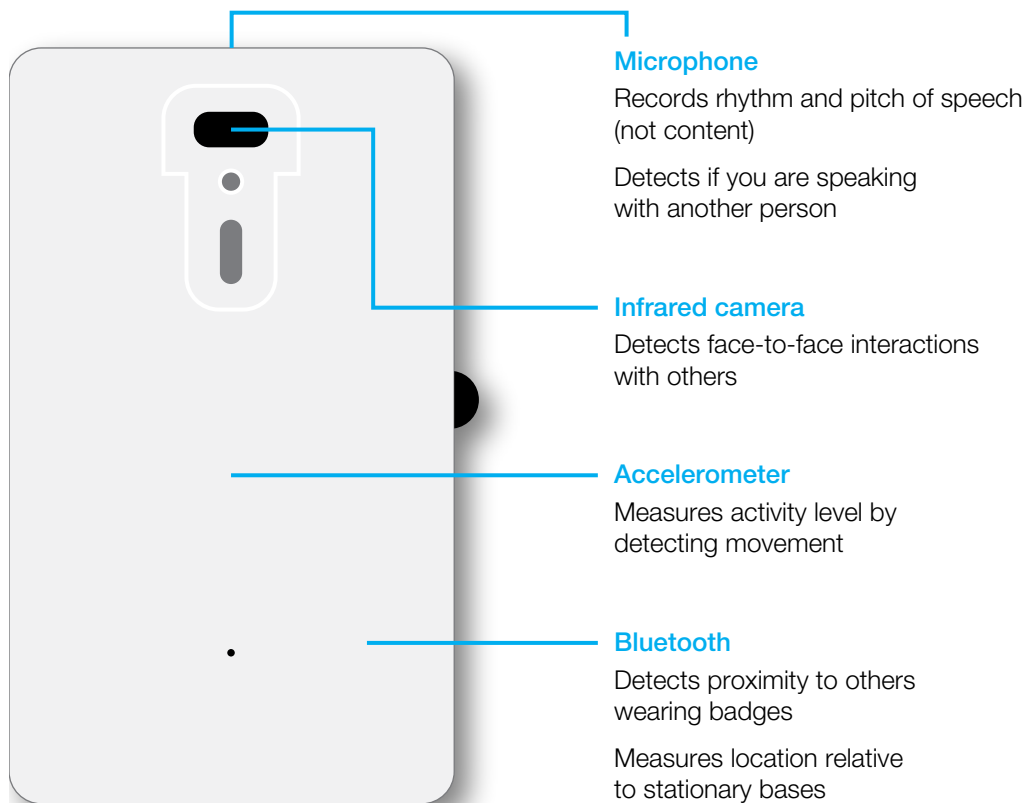 Microphone
Records rhythm and pitch of speech
(not content)
Detects if you are speaking
with another person
Infrared camera
Detects face-to-face interactions
with others
Accelerometer
Measures activity level by
detecting movement
Bluetooth
Detects proximity to others
wearing badges
Measures location relative
to stationary bases